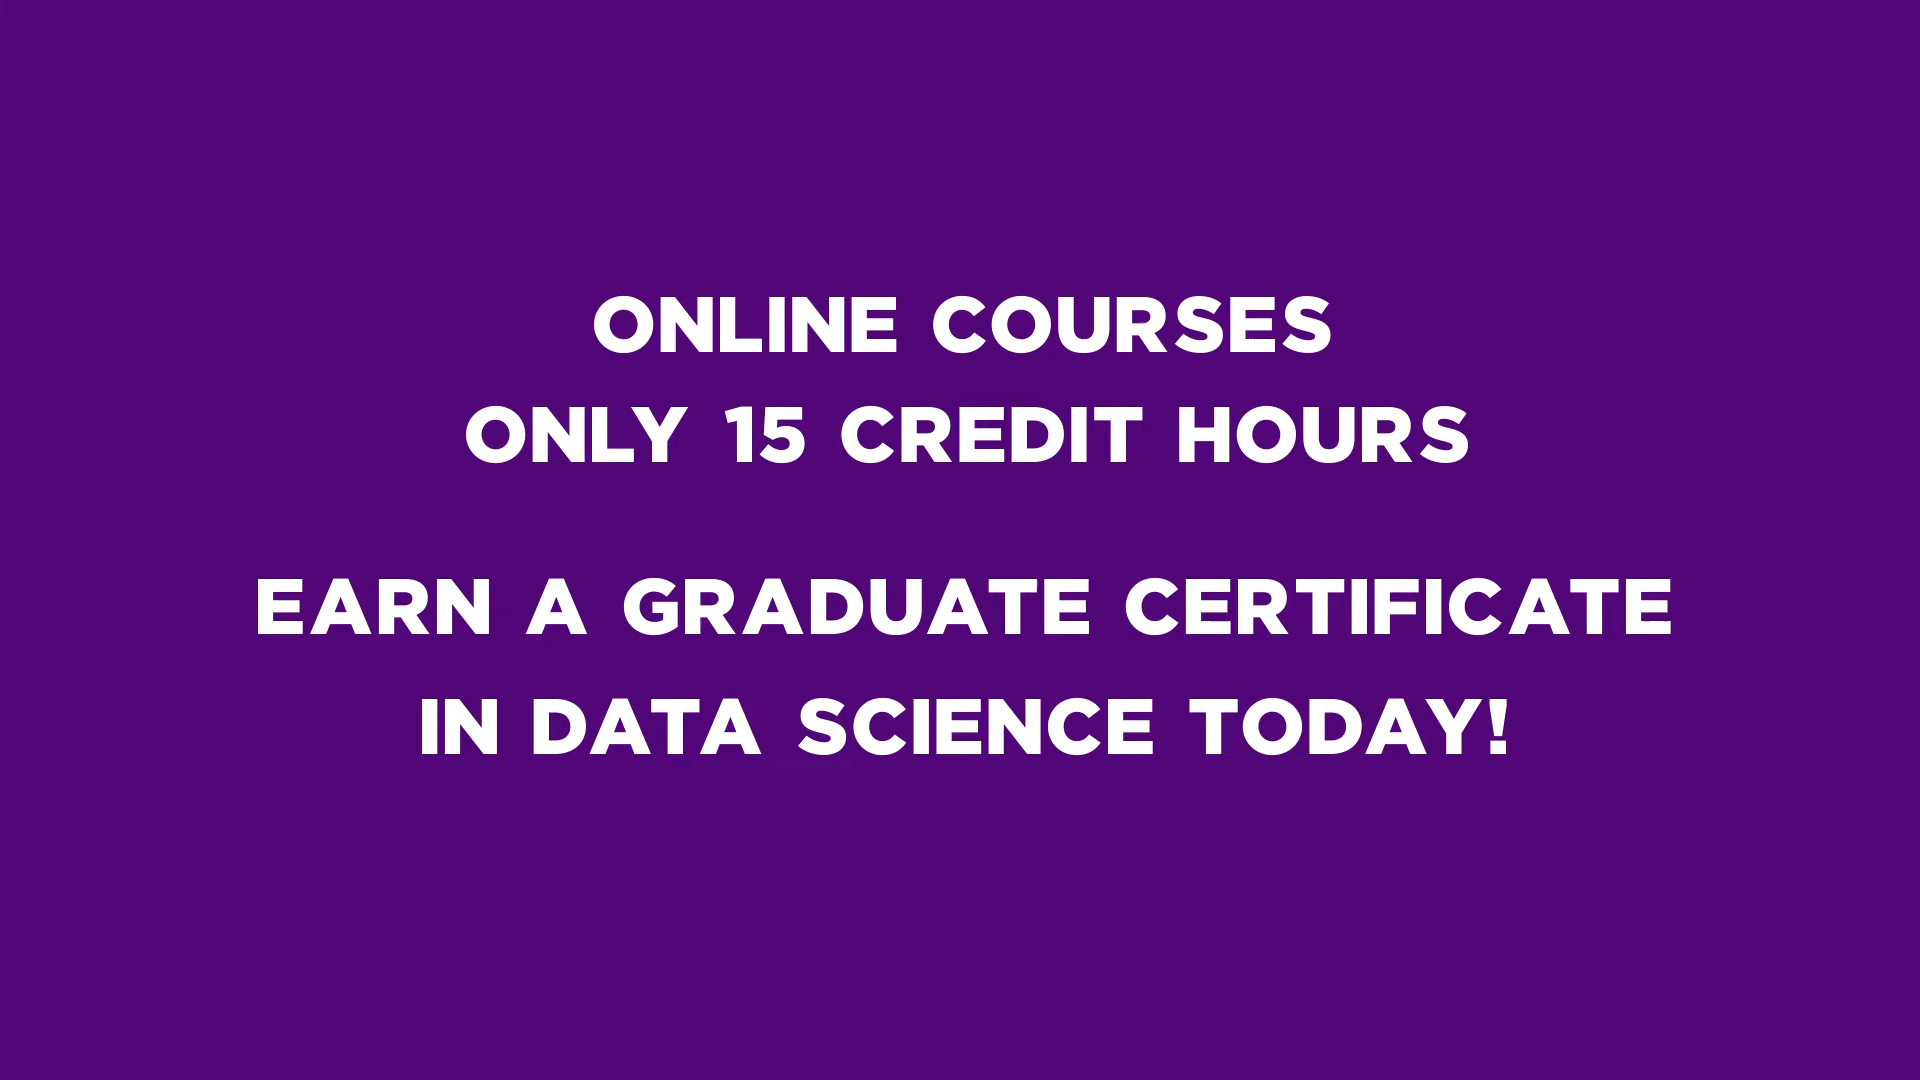 ONLINE COURSES
ONLY 15 CREDIT HOURS
EARN A GRADUATE CERTIFICATE
IN DATA SCIENCE TODAY!